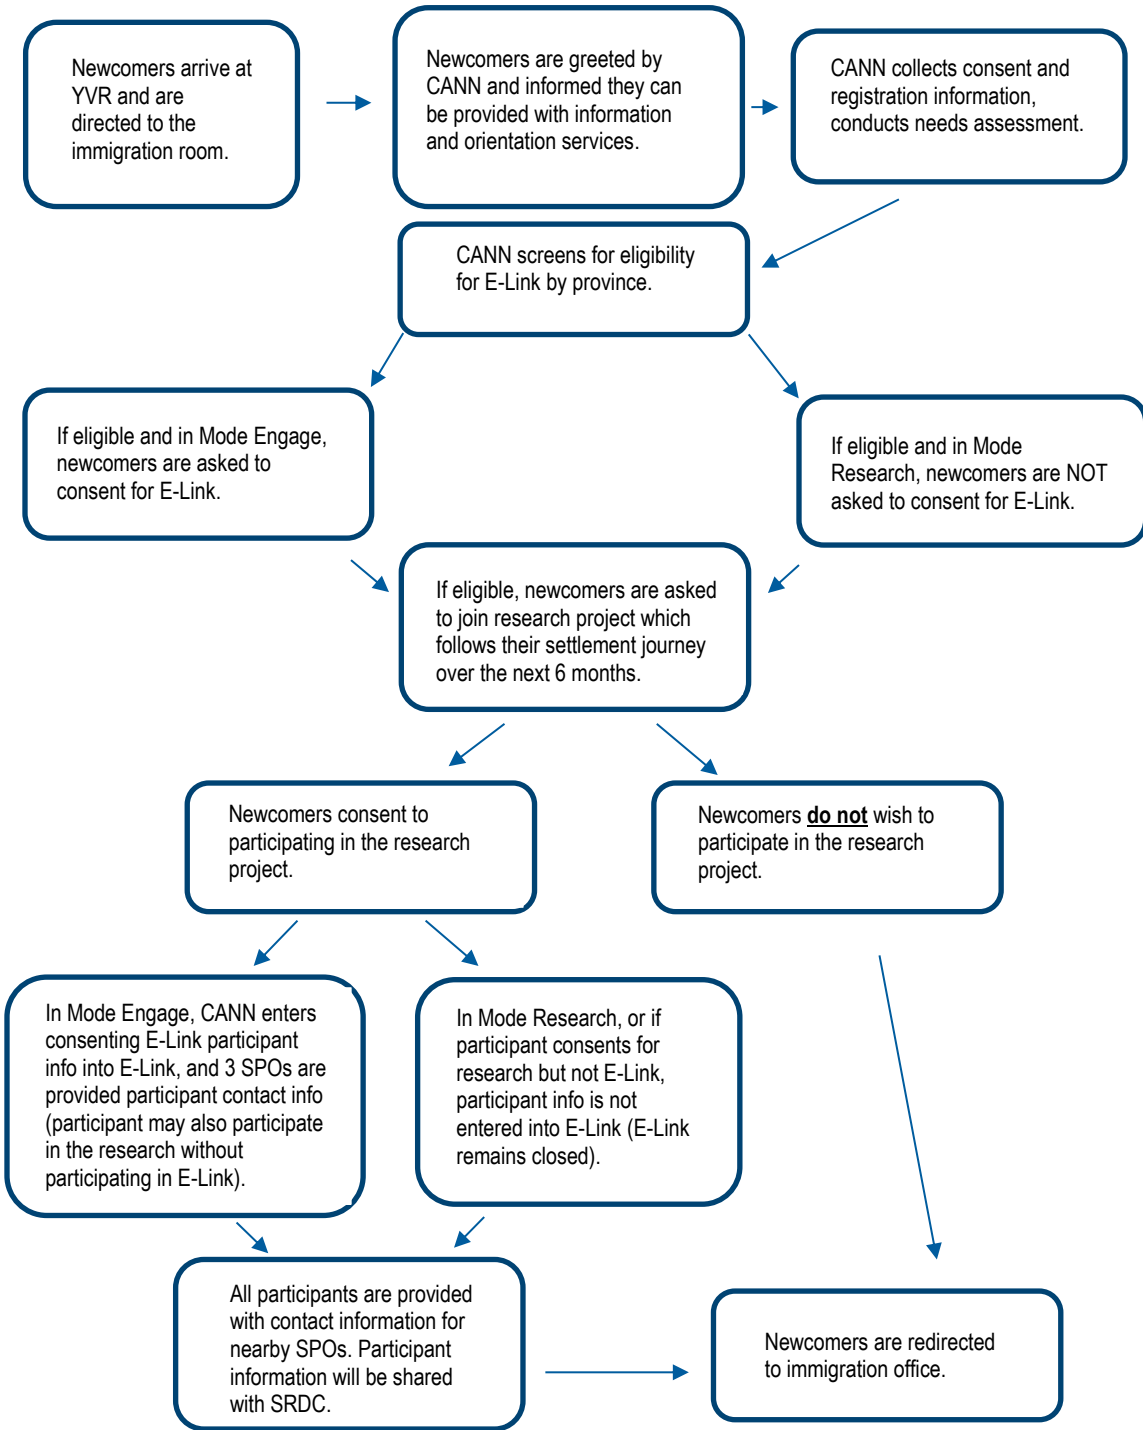 Newcomers arrive at
YVR and are
directed to the
immigration room.
Newcomers are greeted by
CANN and informed they can
be provided with information
and orientation services.
CANN collects consent and
registration information,
conducts needs assessment.
CANN screens for eligibility
for E-Link by province.
If eligible and in Mode Engage,
newcomers are asked to
consent for E-Link.
If eligible and in Mode
Research, newcomers are NOT
asked to consent for E-Link.
If eligible, newcomers are asked
to join research project which
follows their settlement journey
over the next 6 months.
Newcomers consent to
participating in the research
project.
Newcomers do not wish to
participate in the research
project.
In Mode Engage, CANN enters
consenting E-Link participant
info into E-Link, and 3 SPOs are
provided participant contact info
(participant may also participate
in the research without
participating in E-Link).
In Mode Research, or if
participant consents for
research but not E-Link,
participant info is not
entered into E-Link (E-Link
remains closed).
All participants are provided
with contact information for
nearby SPOs. Participant
information will be shared
with SRDC.
Newcomers are redirected
to immigration office.